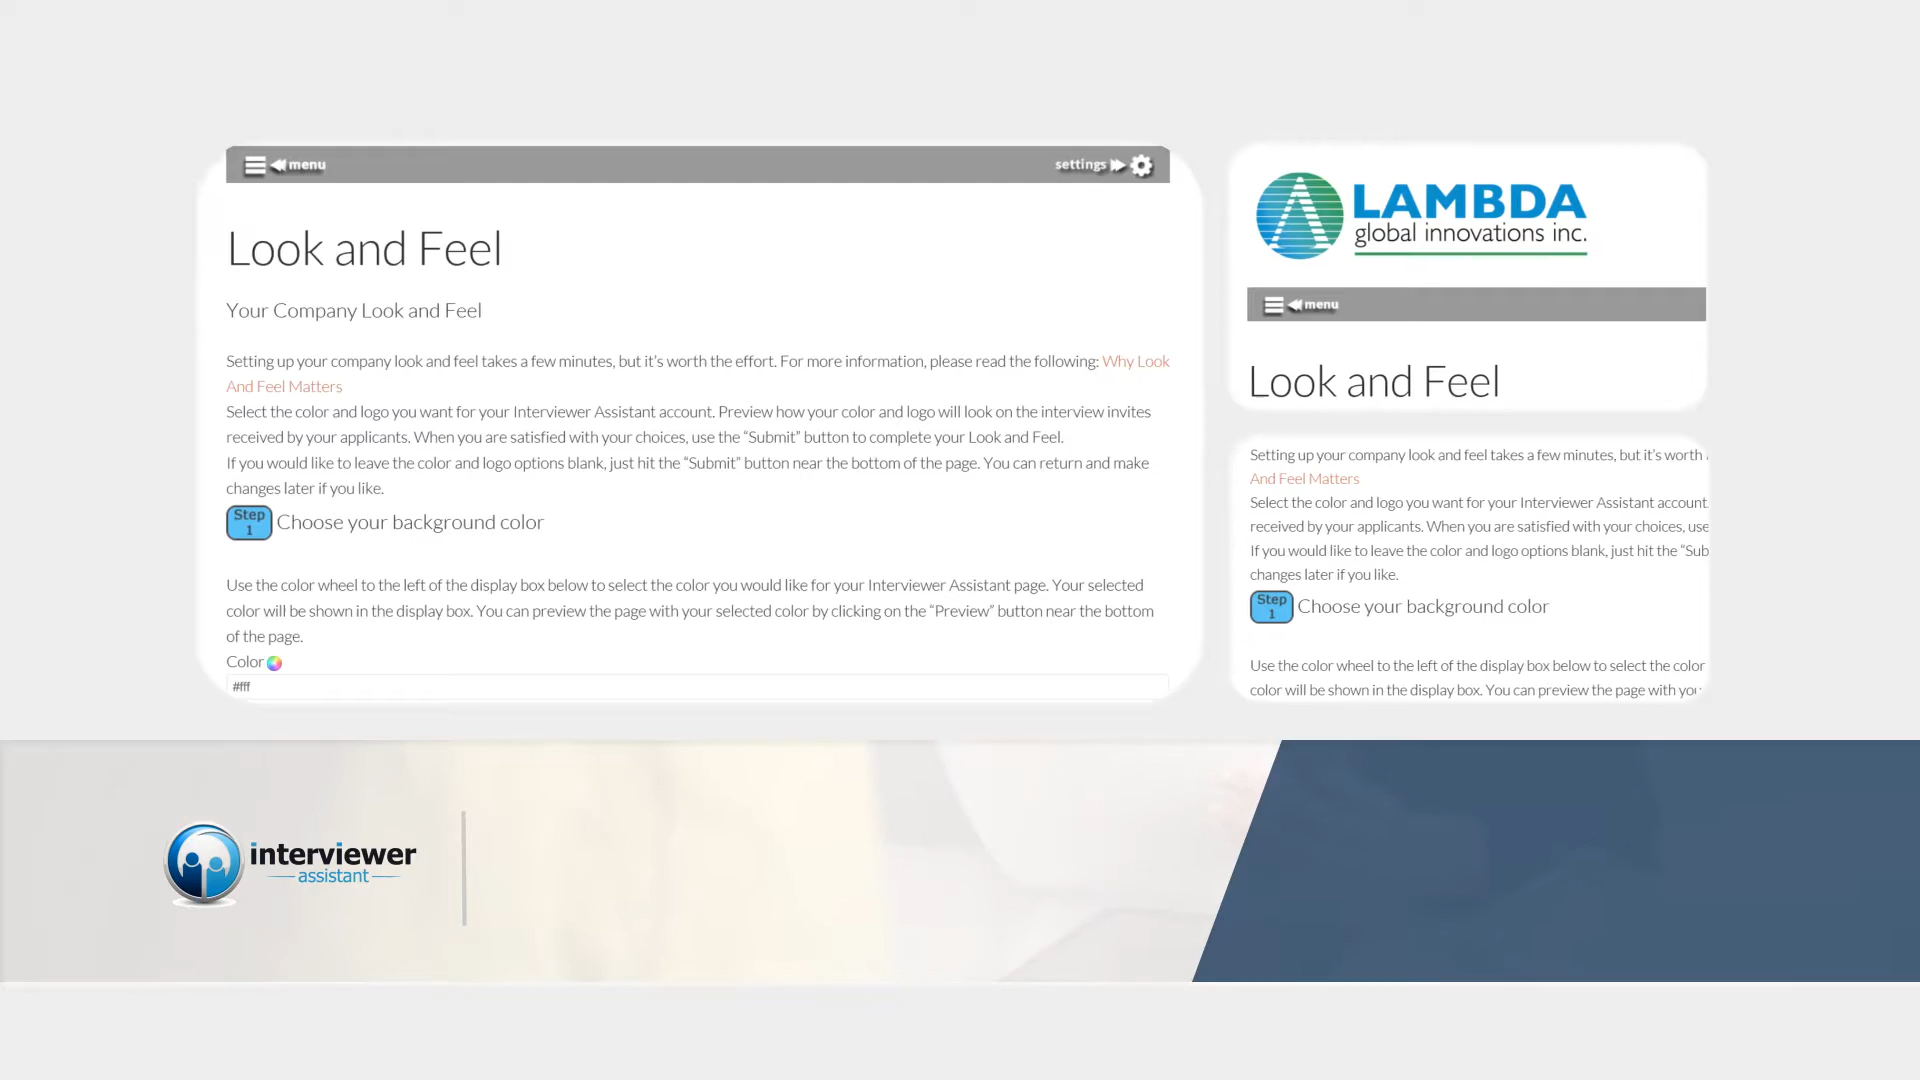 menu
settings
Look and Feel
Your Company Look and Feel
Setting up your company look and feel takes a few minutes, but it's worth the effort. For more information, please read the following: Why Look
And Feel Matters
Select the color and logo you want for your Interviewer Assistant account. Preview how your color and logo will look on the interview invites
received by your applicants. When you are satisfied with your choices, use the “Submit” button to complete your Look and Feel.
If you would like to leave the color and logo options blank, just hit the “Submit” button near the bottom of the page. You can return and make
changes later if you like.
Step
1
Choose your background color
Use the color wheel to the left of the display box below to select the color you would like for your Interviewer Assistant page. Your selected
color will be shown in the display box. You can preview the page with your selected color by clicking on the “Preview” button near the bottom
of the page.
Color
#fff
LAMBDA
global innovations inc.
menu
Look and Feel
Setting up your company look and feel takes a few minutes, but it's worth
And Feel Matters
Select the color and logo you want for your Interviewer Assistant account.
received by your applicants. When you are satisfied with your choices, use
If you would like to leave the color and logo options blank, just hit the “Sub
changes later if you like.
Step
1
Choose your background color
Use the color wheel to the left of the display box below to select the color
color will be shown in the display box. You can preview the page with you
interviewer
assistant